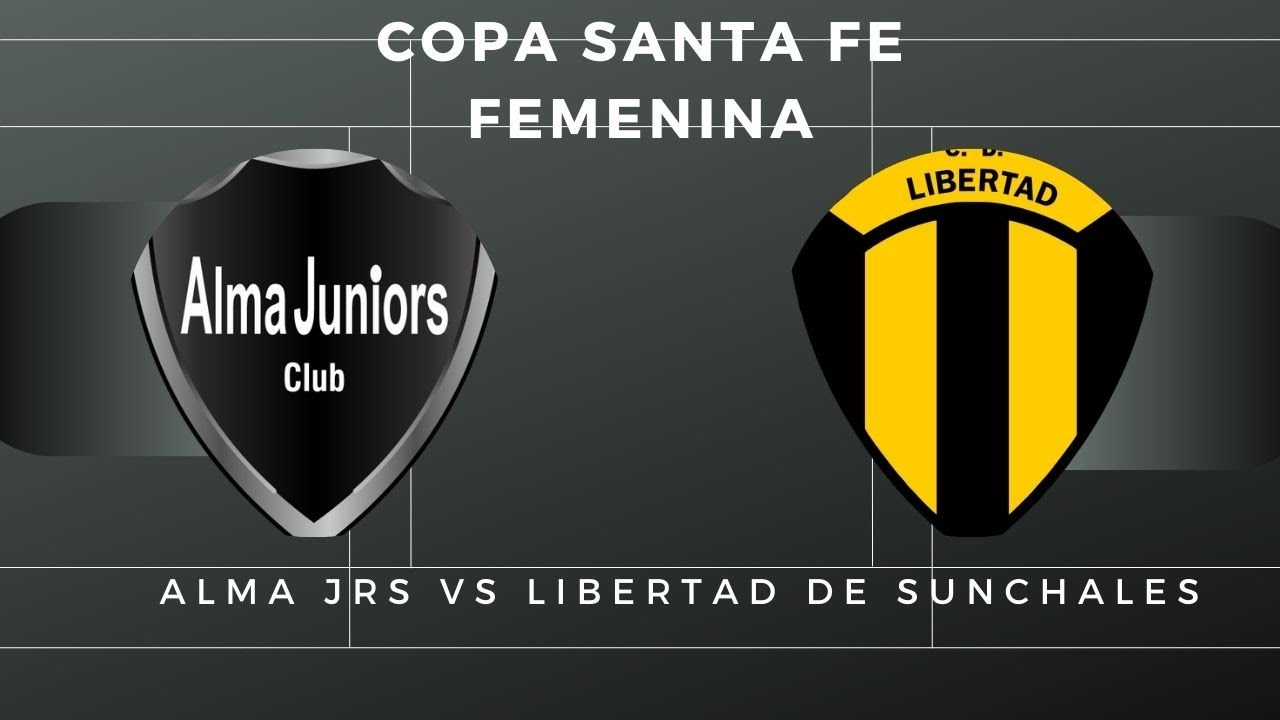 COPA SANTA FE
FEMENINA
C. D.
LIBERTAD
Alma Juniors
Club
ALMA JRS VS LIBERTAD DE SUNCHALES